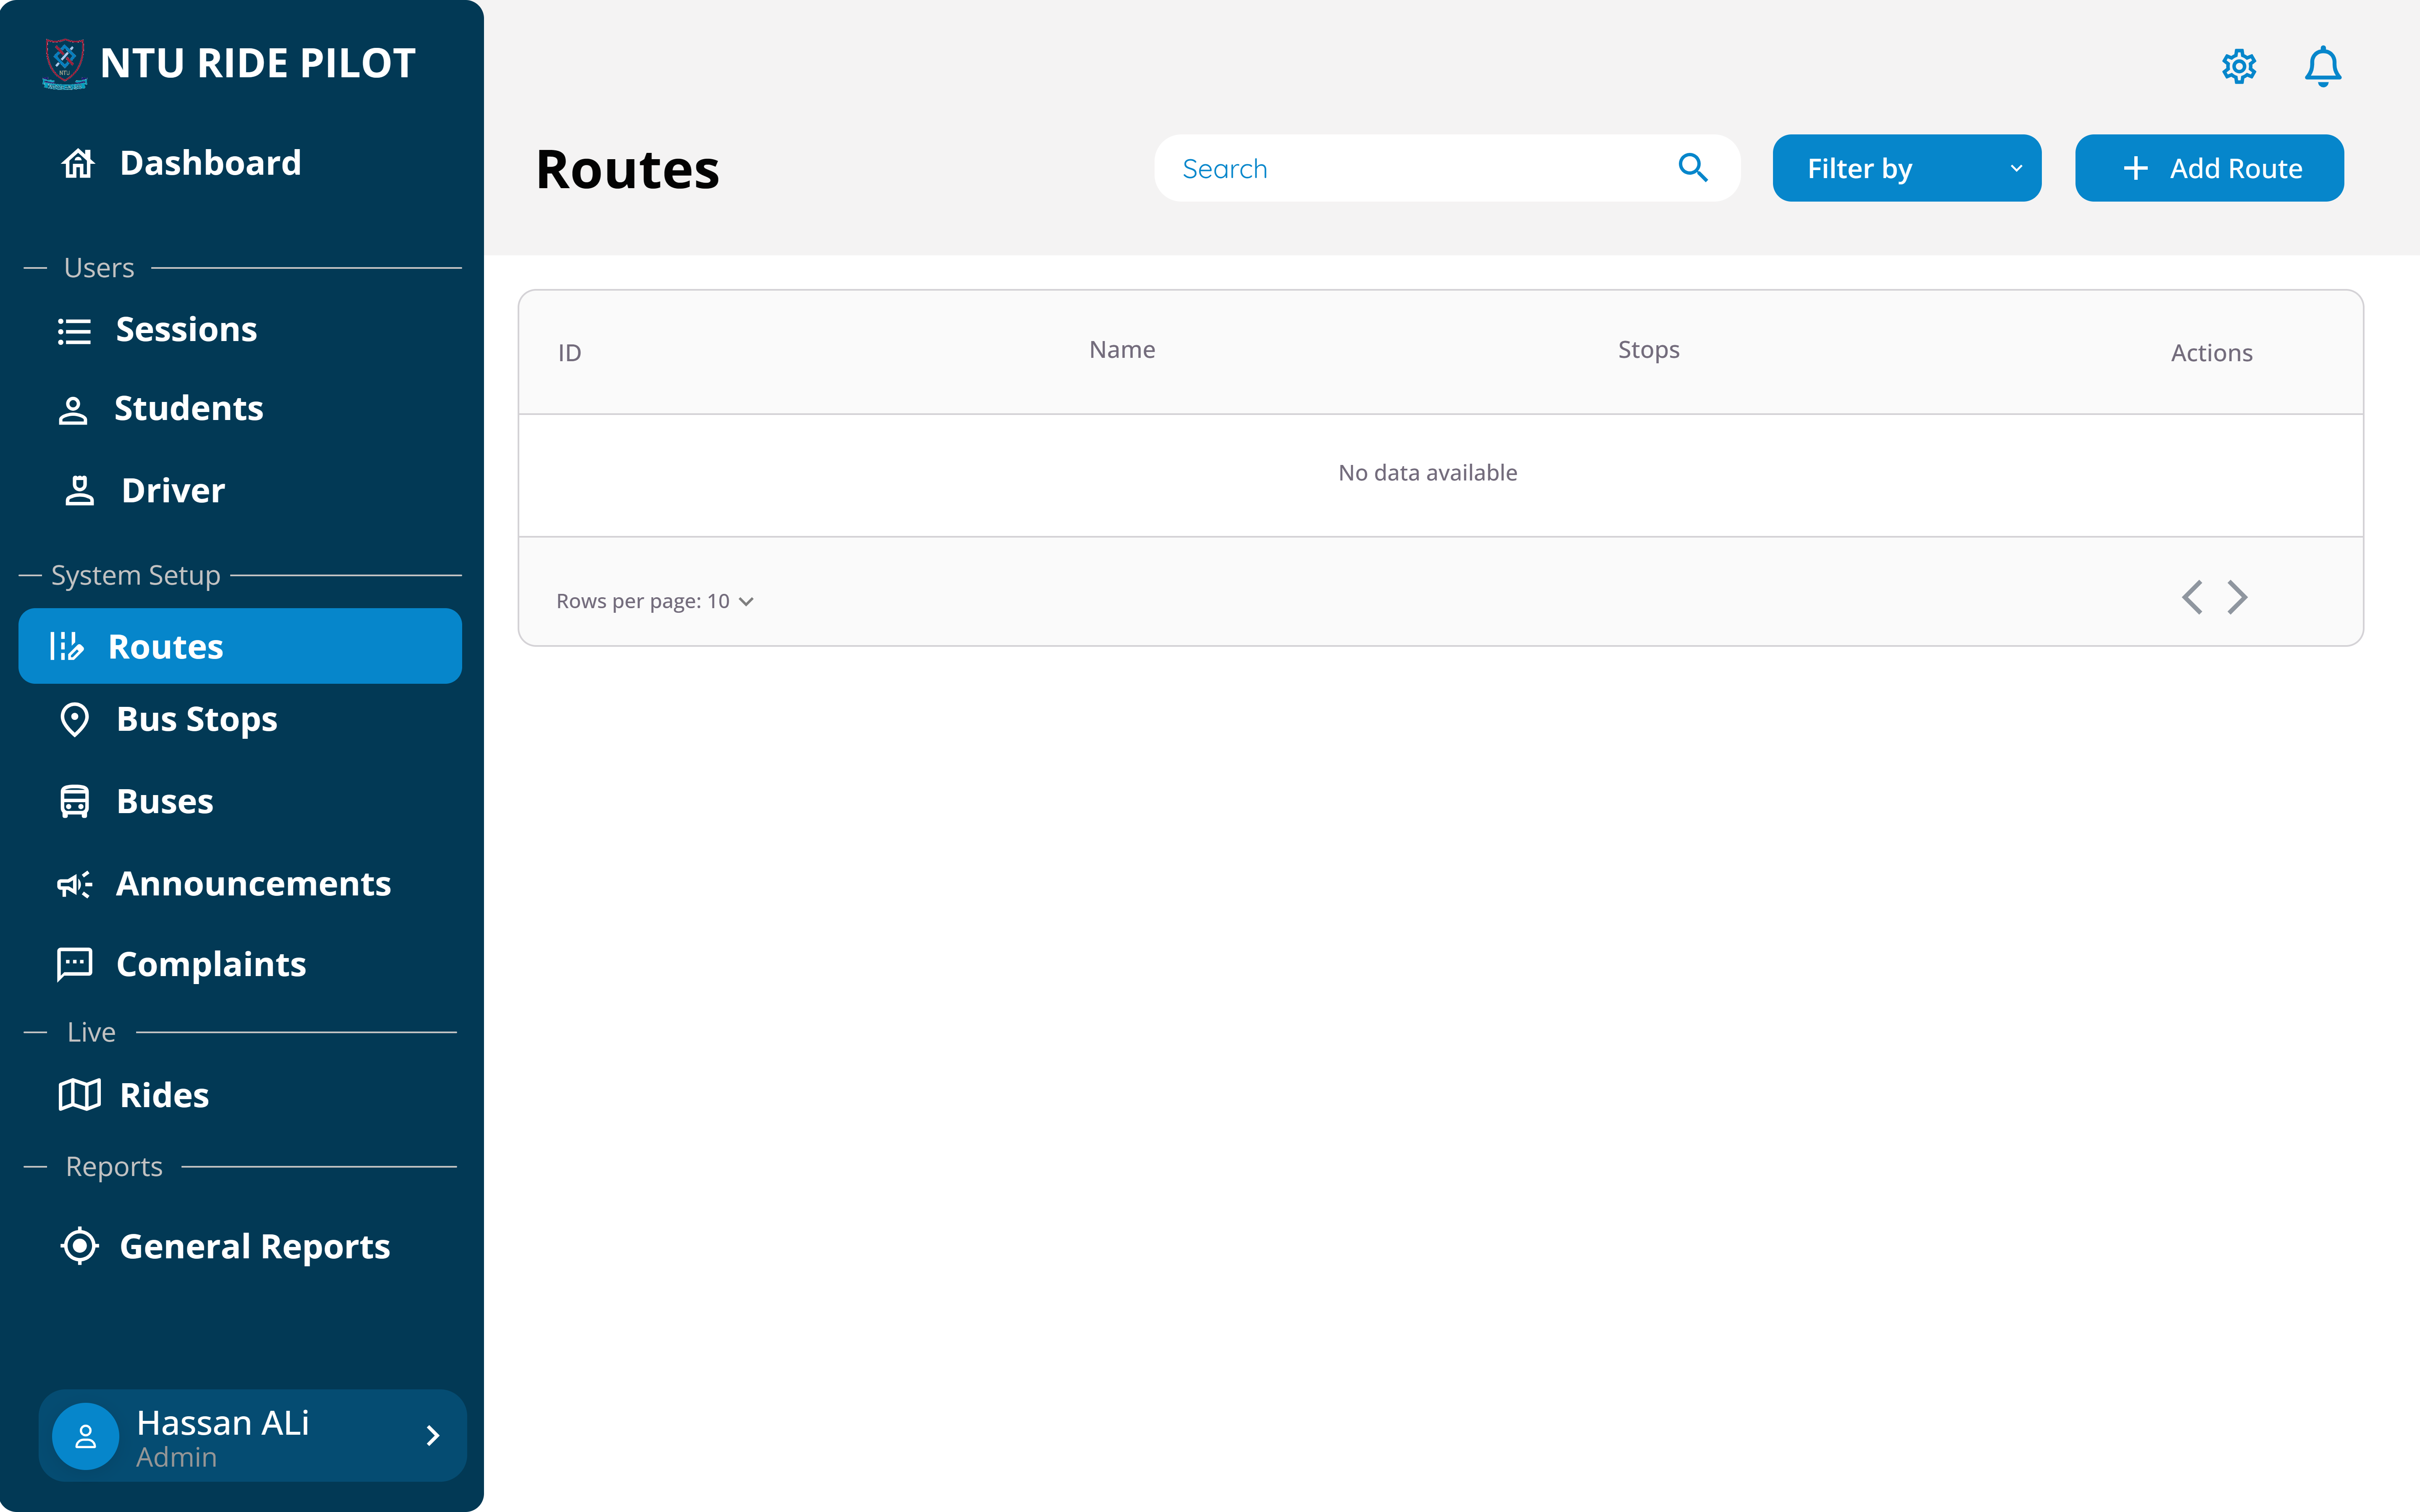 NTU RIDE PILOT
NTU
Dashboard
Users
Sessions
Students
Driver
System Setup
Routes
Bus Stops
Buses
Announcements
Complaints
Live
Rides
Reports
General Reports
Hassan ALi
Admin
Routes
Search
Filter by
Add Route
ID Name Stops Actions
No data available
Rows per page: 10